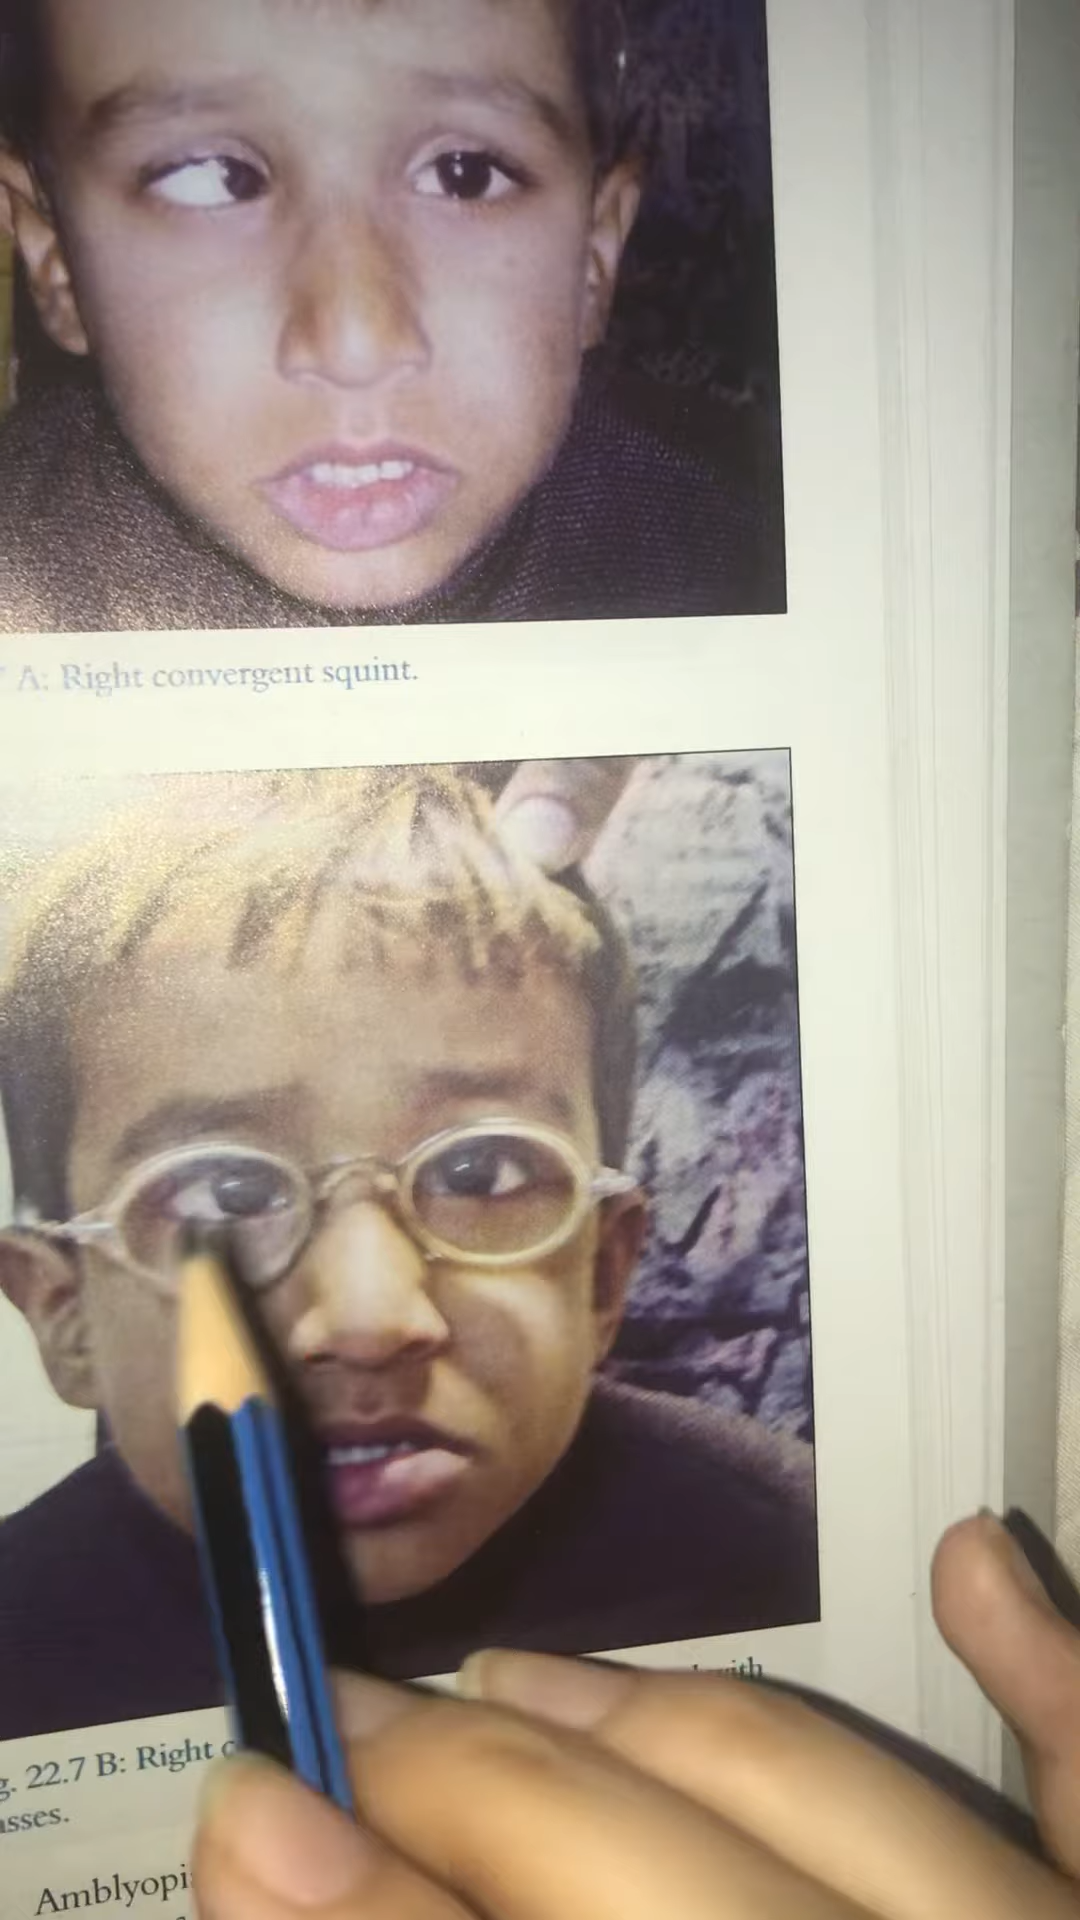 A: Right convergent squint.
with
g. 22.7 B: Right c
asses.
Amblyopi